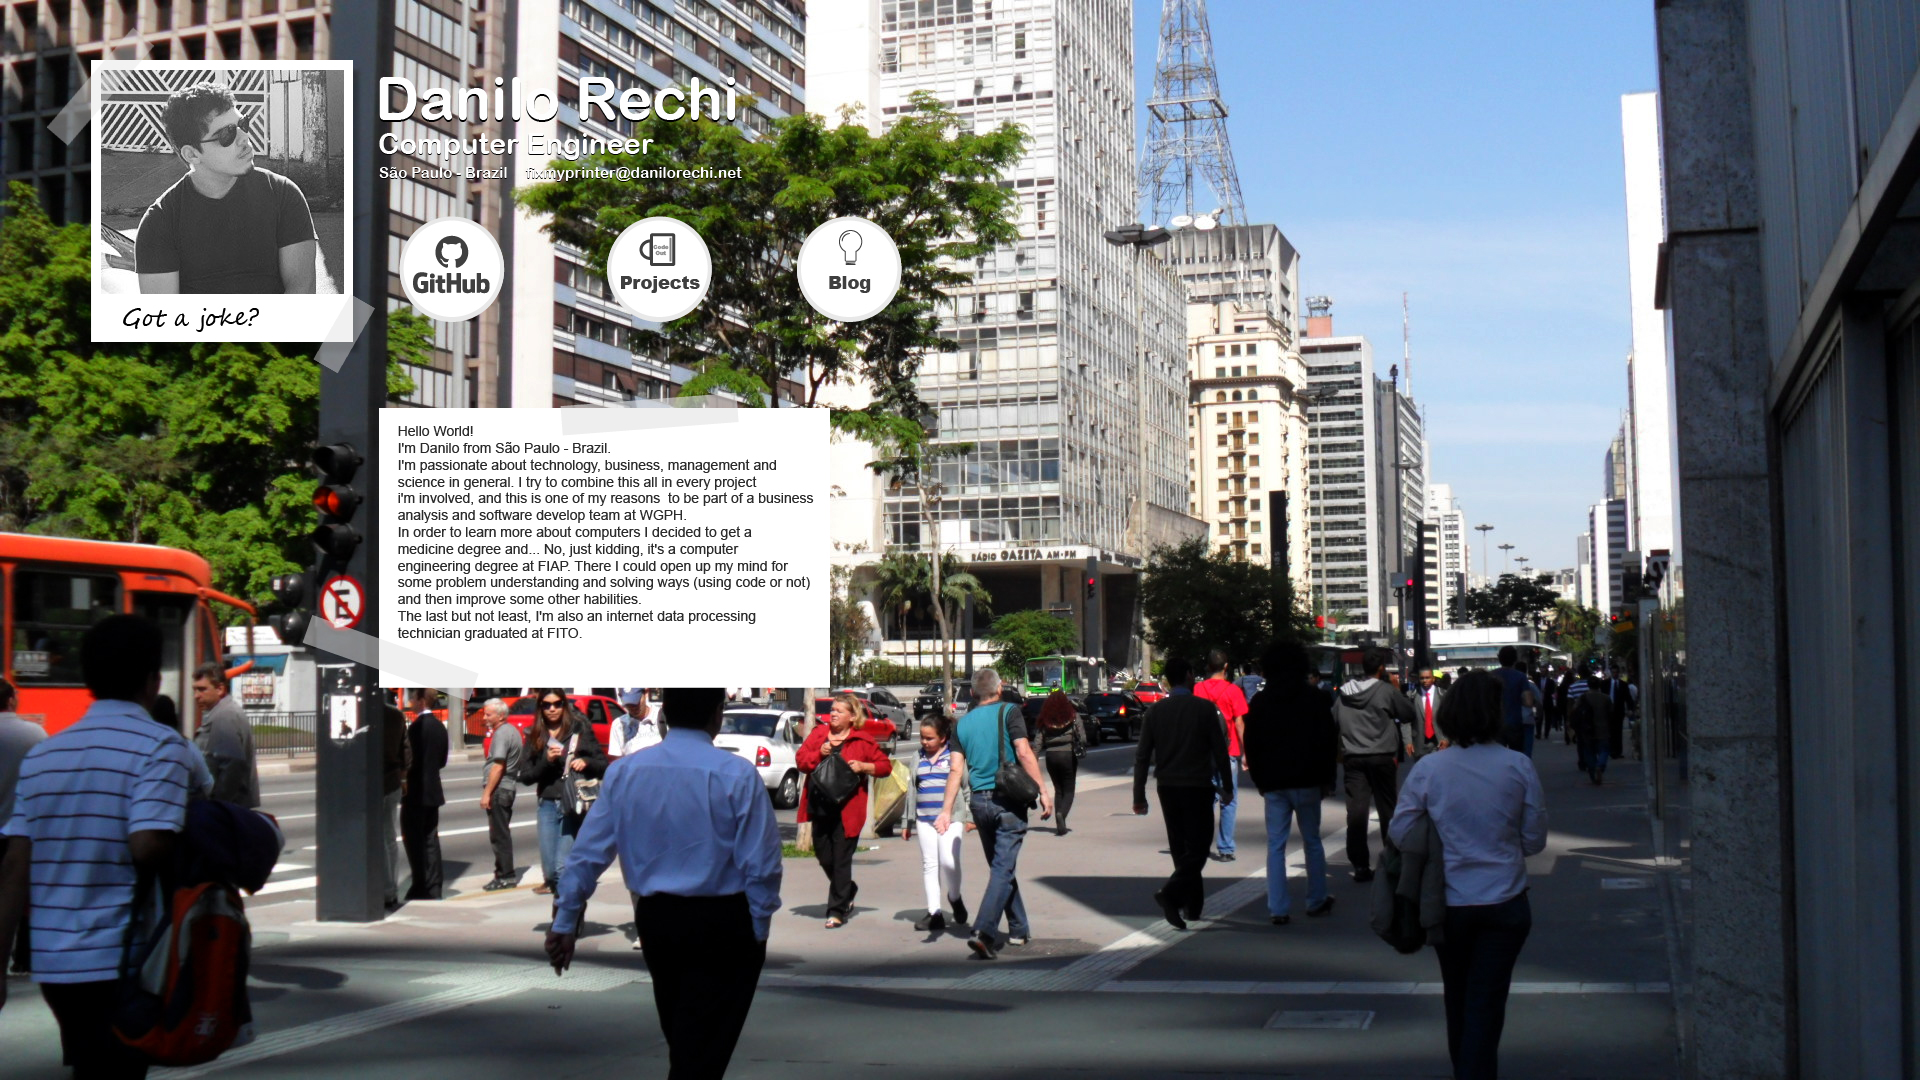 Danilo Rechi
Computer Engineer
São Paulo - Brazil fixmyprinter@danilorechi.net
GitHub
Code
Out
Projects
Blog
Got a joke?
Hello World!
I'm Danilo from São Paulo - Brazil.
I'm passionate about technology, business, management and
science in general. I try to combine this all in every project
i'm involved, and this is one of my reasons  to be part of a business
analysis and software develop team at WGPH.
In order to learn more about computers I decided to get a
medicine degree and... No, just kidding, it's a computer
engineering degree at FIAP. There I could open up my mind for
some problem understanding and solving ways (using code or not)
and then improve some other habilities.
The last but not least, I'm also an internet data processing
technician graduated at FITO.
RÁDIO GAZETA AM-FM
E